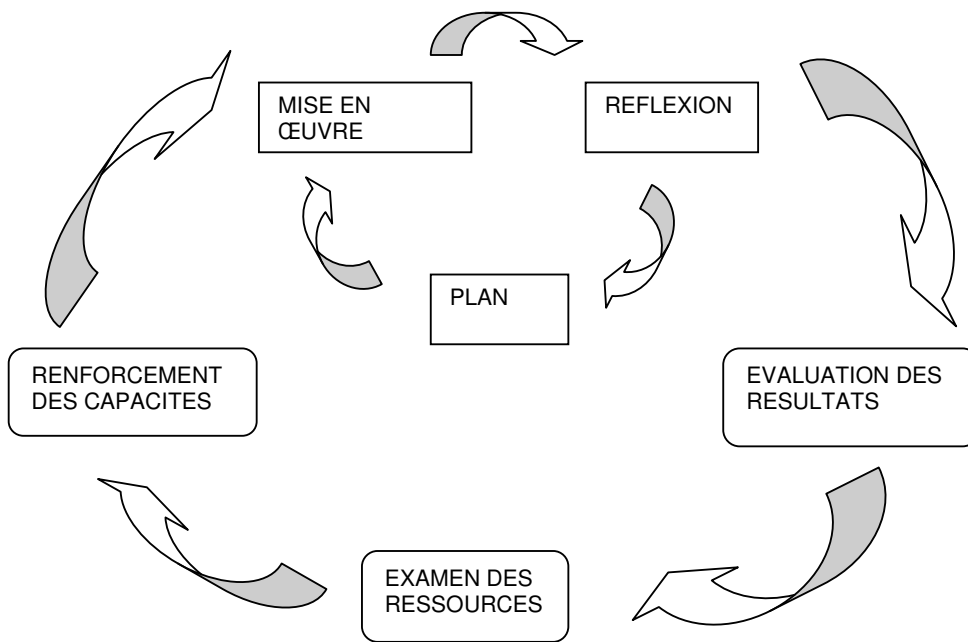 MISE EN
ŒUVRE
REFLEXION
PLAN
RENFORCEMENT
DES CAPACITES
EVALUATION DES
RESULTATS
EXAMEN DES
RESSOURCES